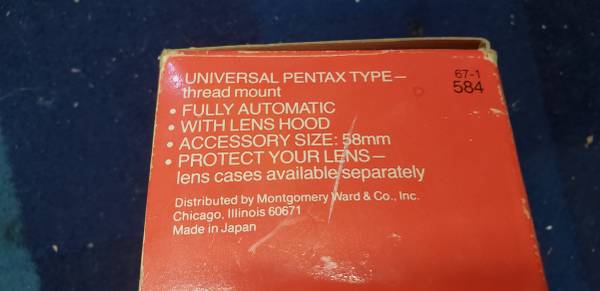 UNIVERSAL PENTAX TYPE—
thread mount
• FULLY AUTOMATIC
• WITH LENS HOOD
• ACCESSORY SIZE: 58mm
• PROTECT YOUR LENS—
lens cases available separately
Distributed by Montgomery Ward & Co., Inc.
Chicago, Illinois 60671
Made in Japan
67-1
584